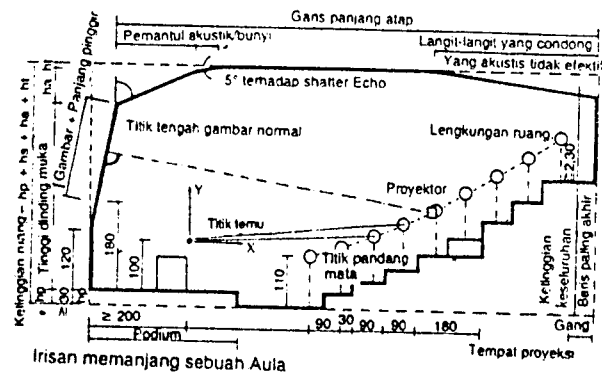 Garis panjang atap
Pemantul akustik/bunyi
Langit-langit yang condong
Yang akustis tidak efektif
5° terhadap shatter Echo
Titik tengah gambar normal
Lengkungan ruang
2,30
Proyektor
Y
Titik temu
X
Titik pandang
mata
Ketinggian ruang = hp + hs + ha + ht
Tinggi dinding muka
Gambar + Panjang pinggir
ha
ht
120
180
100
110
hp
≥ 200
Podium
90 30 90 90 180
Ketinggian
keseluruhan
Baris paling akhir
Gang
Tempat proyeksi
Irisan memanjang sebuah Aula